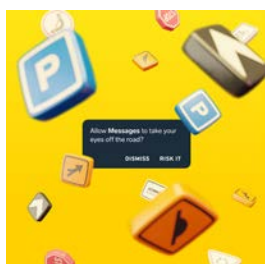 P
P
Allow Messages to take your
eyes off the road?
DISMISS RISK IT